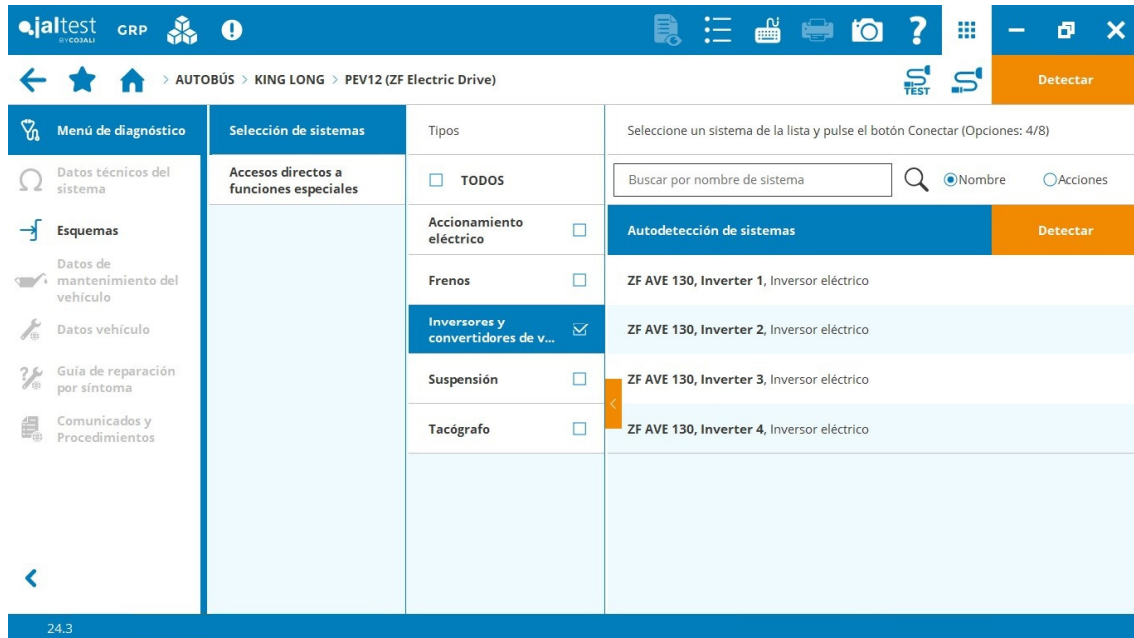 jaltest
BY COJALI
GRP
?
> AUTOBÚS > KING LONG > PEV12 (ZF Electric Drive)
TEST
Detectar
Menú de diagnóstico
Datos técnicos del
sistema
Esquemas
Datos de
mantenimiento del
vehículo
Datos vehículo
Guía de reparación
por síntoma
Comunicados y
Procedimientos
Selección de sistemas
Accesos directos a
funciones especiales
Tipos
TODOS
Accionamiento
eléctrico
Frenos
Inversores y
convertidores de v...
Suspensión
Tacógrafo
Seleccione un sistema de la lista y pulse el botón Conectar (Opciones: 4/8)
Buscar por nombre de sistema
Nombre
Acciones
Autodetección de sistemas
Detectar
ZF AVE 130, Inverter 1, Inversor eléctrico
ZF AVE 130, Inverter 2, Inversor eléctrico
ZF AVE 130, Inverter 3, Inversor eléctrico
ZF AVE 130, Inverter 4, Inversor eléctrico
24.3